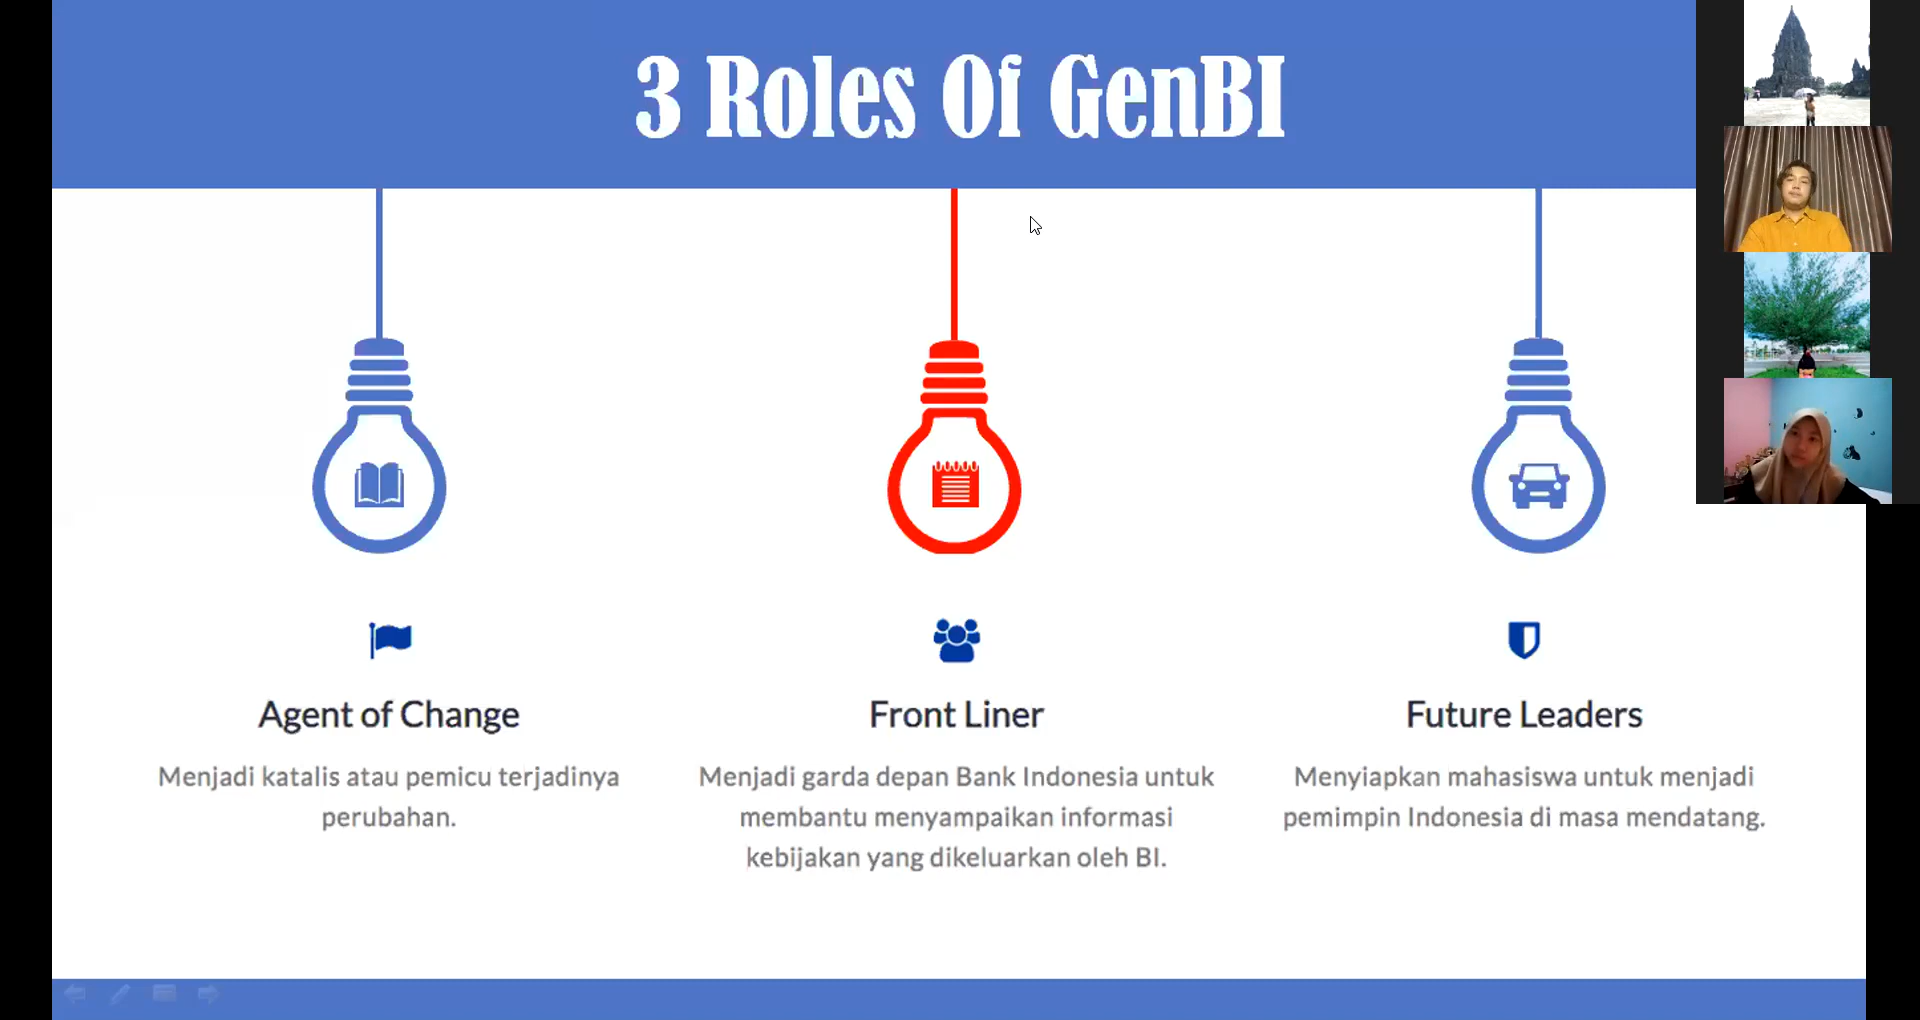 3 Roles Of GenBI
Agent of Change
Menjadi katalis atau pemicu terjadinya
perubahan.
Front Liner
Menjadi garda depan Bank Indonesia untuk
membantu menyampaikan informasi
kebijakan yang dikeluarkan oleh BI.
Future Leaders
Menyiapkan mahasiswa untuk menjadi
pemimpin Indonesia di masa mendatang.